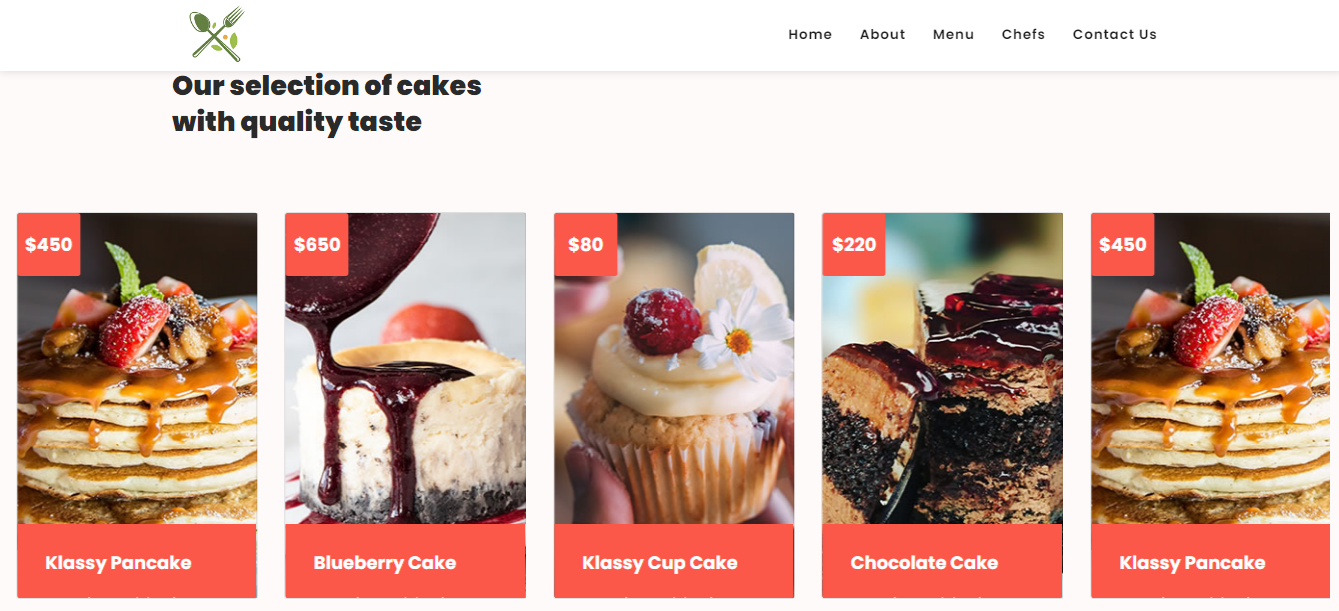 Home About Menu Chefs Contact Us
Our selection of cakes
with quality taste
$450 $650 $80 $220 $450
Klassy Pancake Blueberry Cake Klassy Cup Cake Chocolate Cake Klassy Pancake